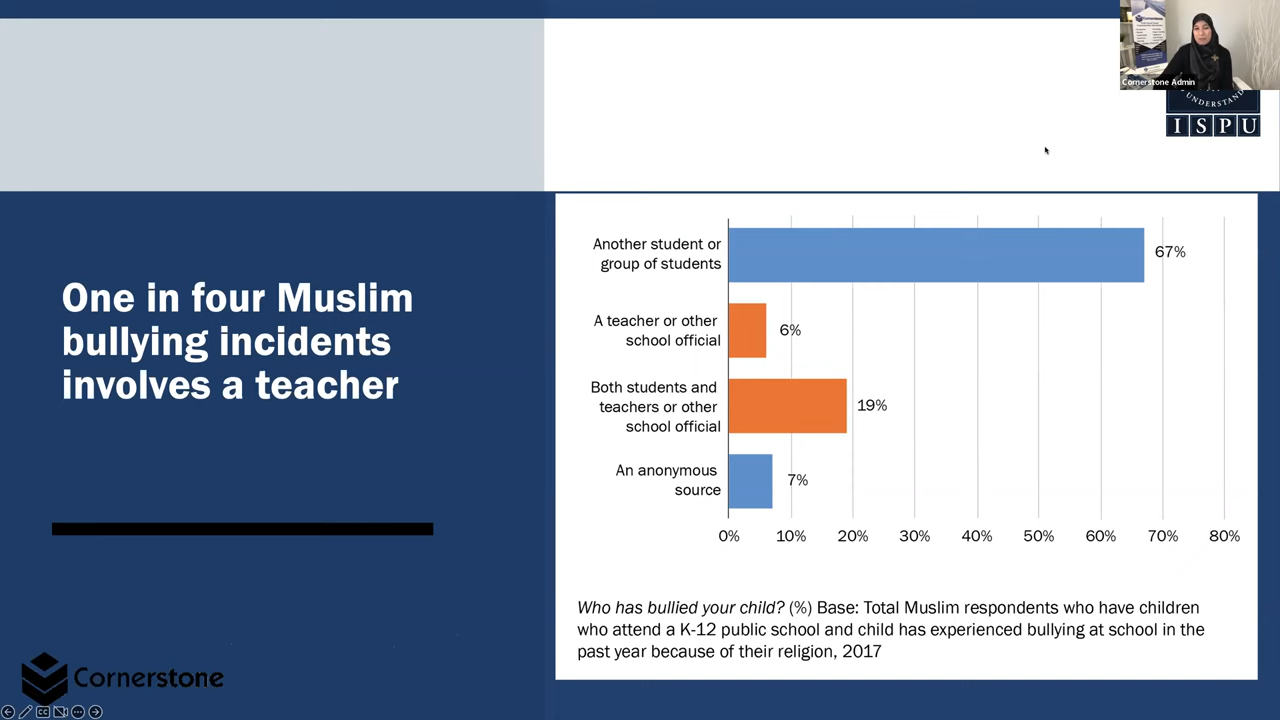 Cornerstone
Cornerstone Admin
UNDERSTAND
ISPU
One in four Muslim
bullying incidents
involves a teacher
Another student or
group of students
67%
A teacher or other
school official
6%
Both students and
teachers or other
school official
19%
An anonymous
source
7%
0% 10% 20% 30% 40% 50% 60% 70% 80%
Who has bullied your child? (%) Base: Total Muslim respondents who have children
who attend a K-12 public school and child has experienced bullying at school in the
past year because of their religion, 2017
Cornerstone